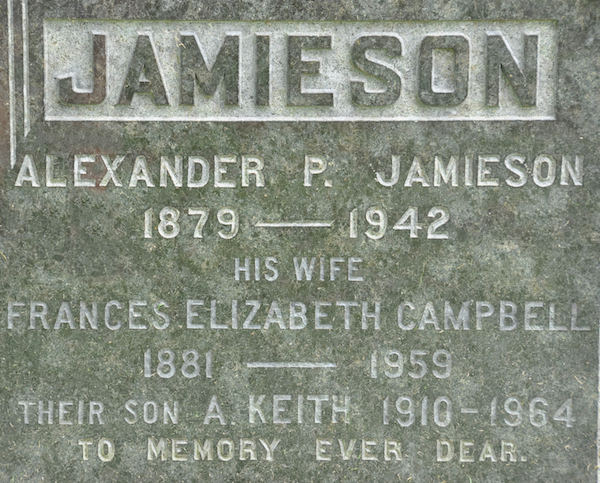 JAMIESON
ALEXANDER P. JAMIESON
1879 — 1942
HIS WIFE
FRANCES ELIZABETH CAMPBELL
1881 — 1959
THEIR SON A. KEITH 1910-1964
TO MEMORY EVER DEAR.